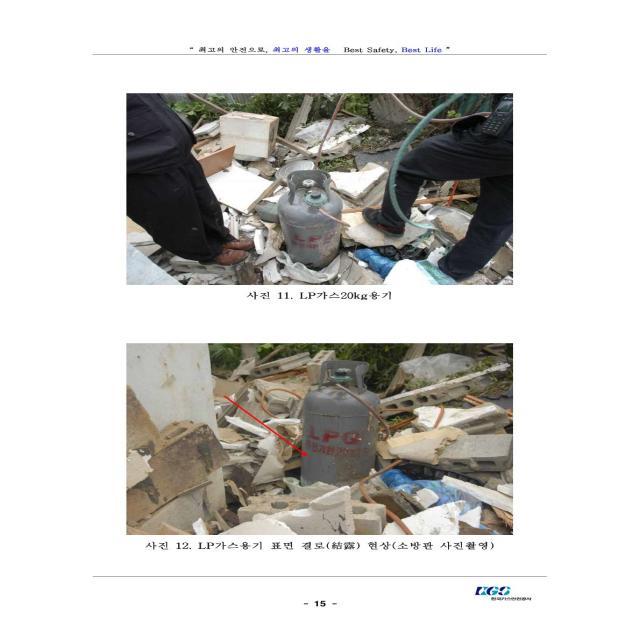 “ 최고의 안전으로, 최고의 생활을 Best Safety, Best Life ”
LPG
사진 11. LP가스20kg용기
LPG
사진 12. LP가스용기 표면 결로(結露) 현상(소방관 사진촬영)
KGS
한국가스안전공사
- 15 -